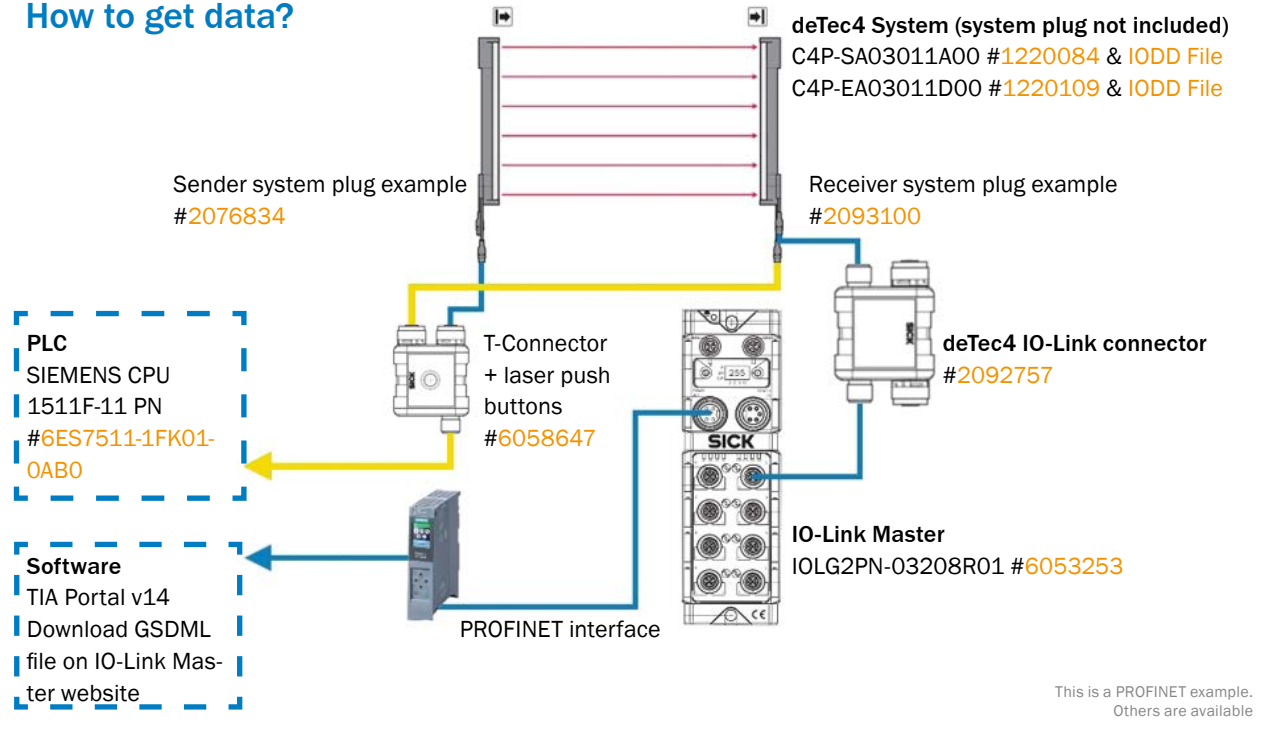 How to get data?
deTec4 System (system plug not included)
C4P-SA03011A00 #1220084 & IODD File
C4P-EA03011D00 #1220109 & IODD File
Sender system plug example
#2076834
Receiver system plug example
#2093100
PLC
SIEMENS CPU
1511F-11 PN
#6ES7511-1FK01-
0AB0
T-Connector
+ laser push
buttons
#6058647
deTec4 IO-Link connector
#2092757
SICK
SICK
255
SICK
IO-Link Master
IOLG2PN-03208R01 #6053253
Software
TIA Portal v14
Download GSDML
file on IO-Link Mas-
ter website
PROFINET interface
CE
This is a PROFINET example.
Others are available